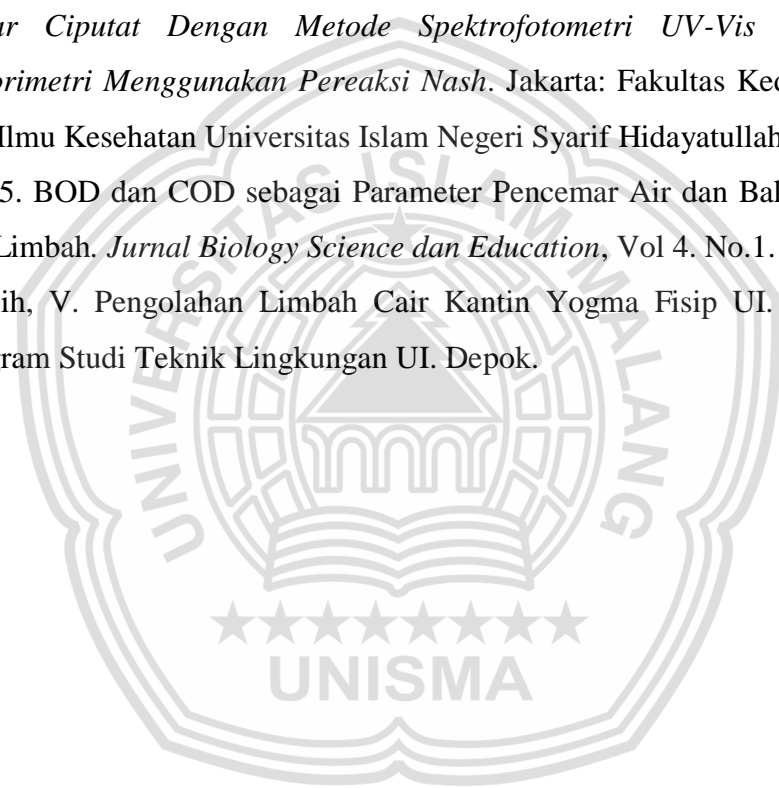 ur Ciputat Dengan Metode Spektrofotometri UV-Vis
orimetri Menggunakan Pereaksi Nash. Jakarta: Fakultas Ked
Ilmu Kesehatan Universitas Islam Negeri Syarif Hidayatullah
5. BOD dan COD sebagai Parameter Pencemar Air dan Bal
Limbah. Jurnal Biology Science dan Education, Vol 4. No.1.
ih, V. Pengolahan Limbah Cair Kantin Yogma Fisip UI.
ram Studi Teknik Lingkungan UI. Depok.
UNIVERSITAS ISLAM MALANG
UNISMA